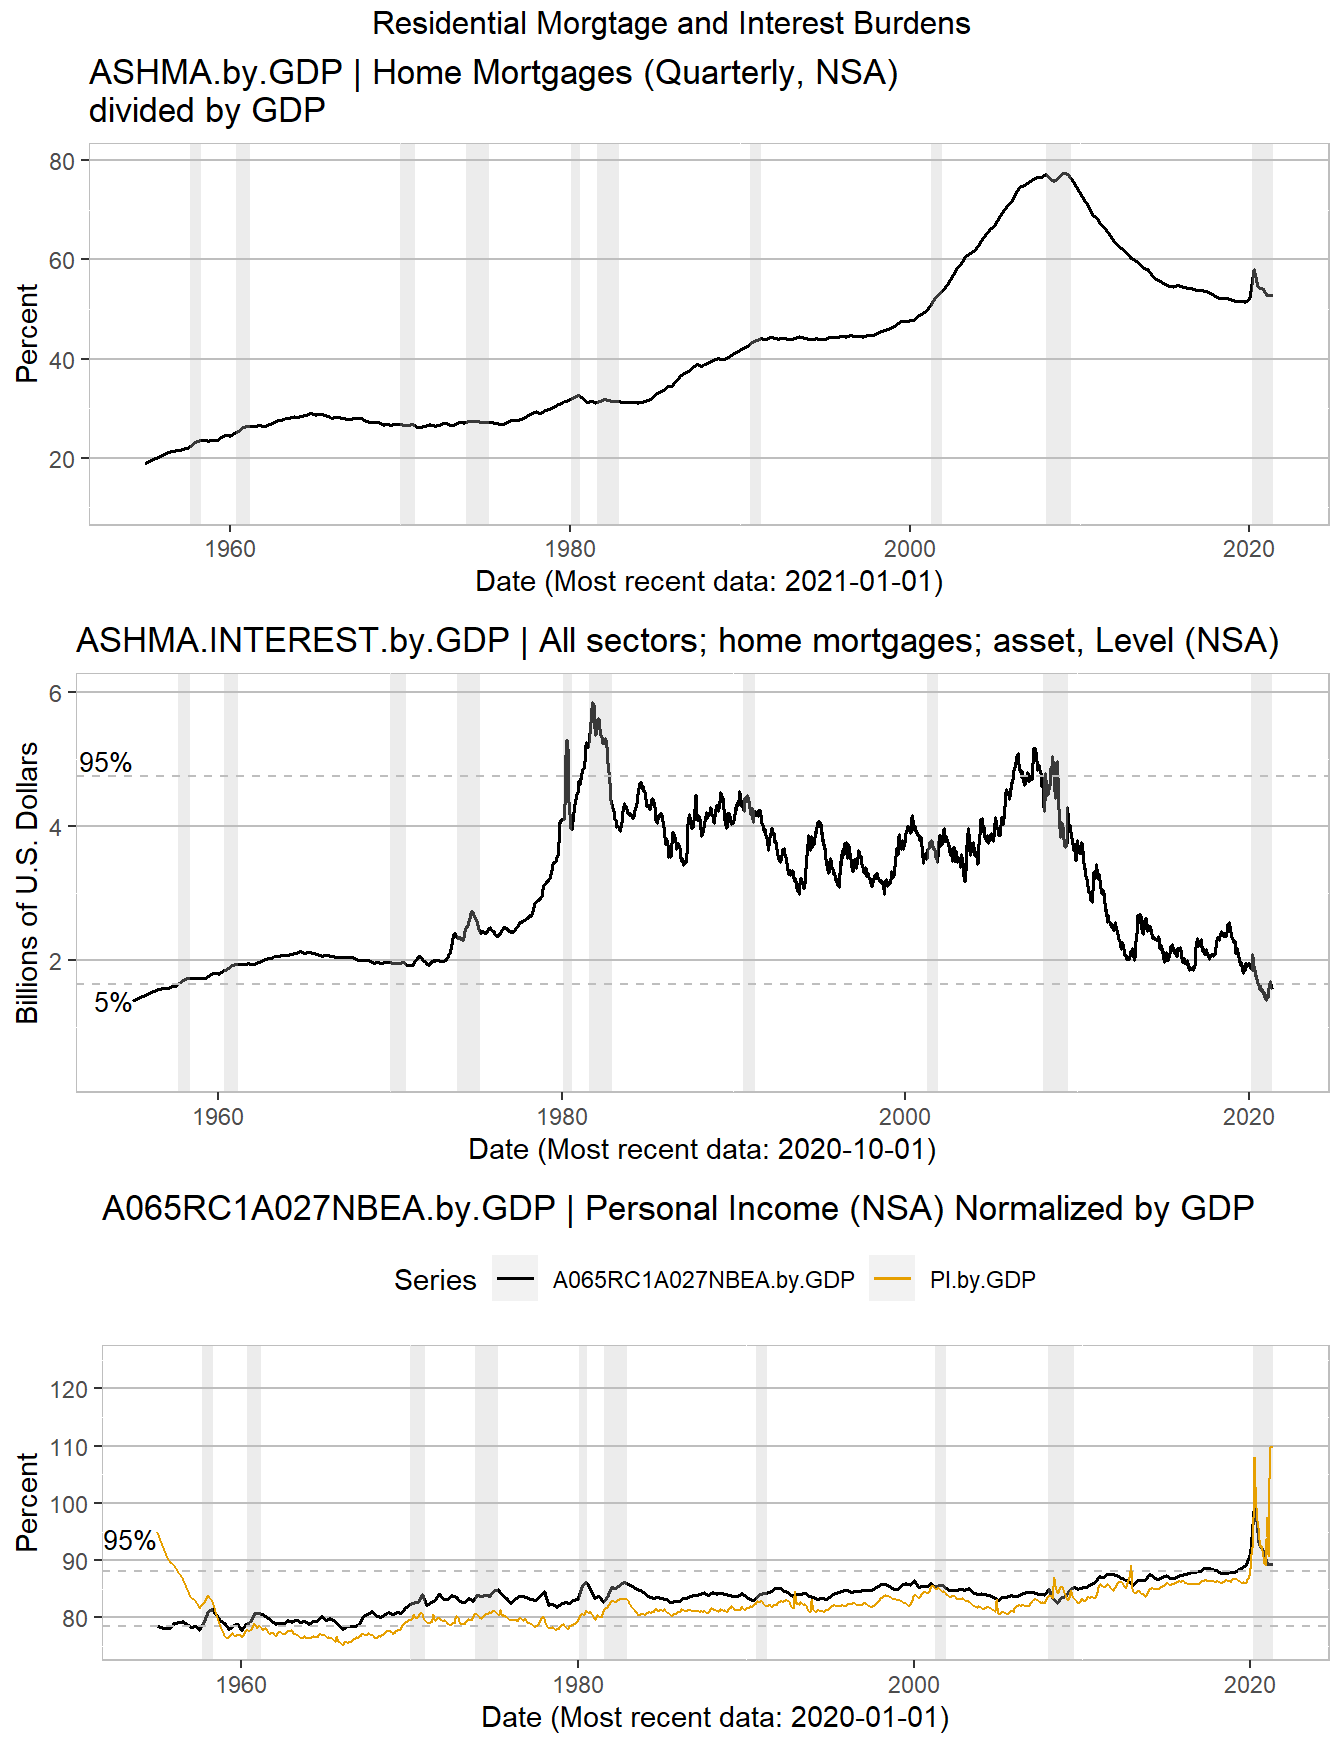 Residential Morgtage and Interest Burdens
ASHMA.by.GDP | Home Mortgages (Quarterly, NSA)
divided by GDP
80
60
40
20
Percent
1960 1980 2000 2020
Date (Most recent data: 2021-01-01)
ASHMA.INTEREST.by.GDP | All sectors; home mortgages; asset, Level (NSA)
6
95%
4
2
5%
Billions of U.S. Dollars
1960 1980 2000 2020
Date (Most recent data: 2020-10-01)
A065RC1A027NBEA.by.GDP | Personal Income (NSA) Normalized by GDP
Series A065RC1A027NBEA.by.GDP PI.by.GDP
120
110
100
95%
90
80
Percent
1960 1980 2000 2020
Date (Most recent data: 2020-01-01)